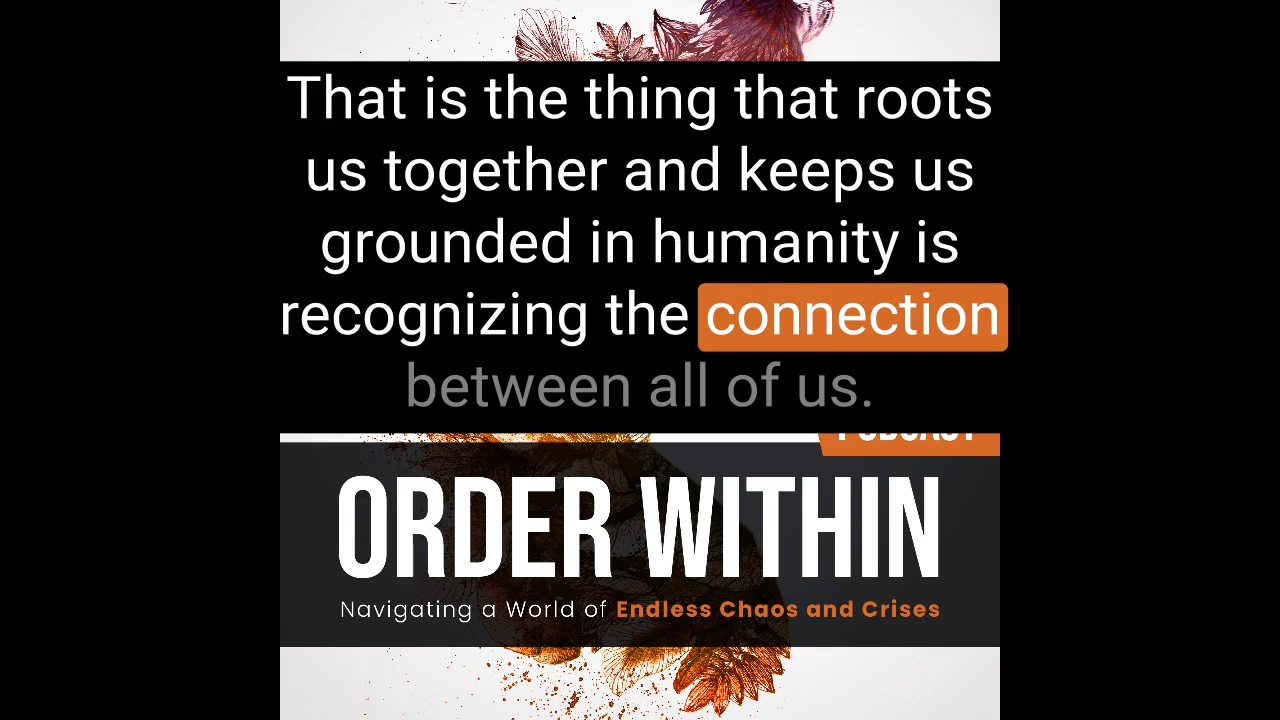 That is the thing that roots
us together and keeps us
grounded in humanity is
recognizing the connection
between all of us.
PODCAST
ORDER WITHIN
Navigating a World of Endless Chaos and Crises